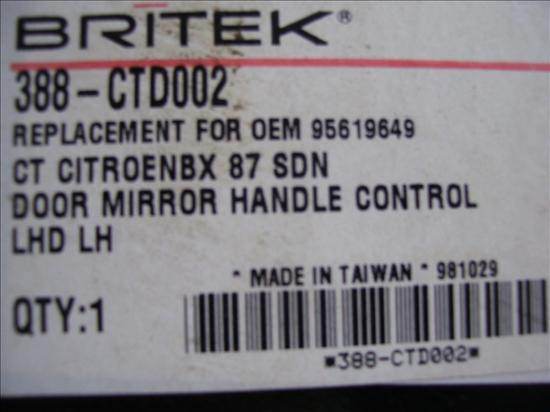 BRITEK®
388-CTD002
REPLACEMENT FOR OEM 95619649
CT CITROENBX 87 SDN
DOOR MIRROR HANDLE CONTROL
LHD LH
* MADE IN TAIWAN * 981029
QTY:1
*388-CTD002*